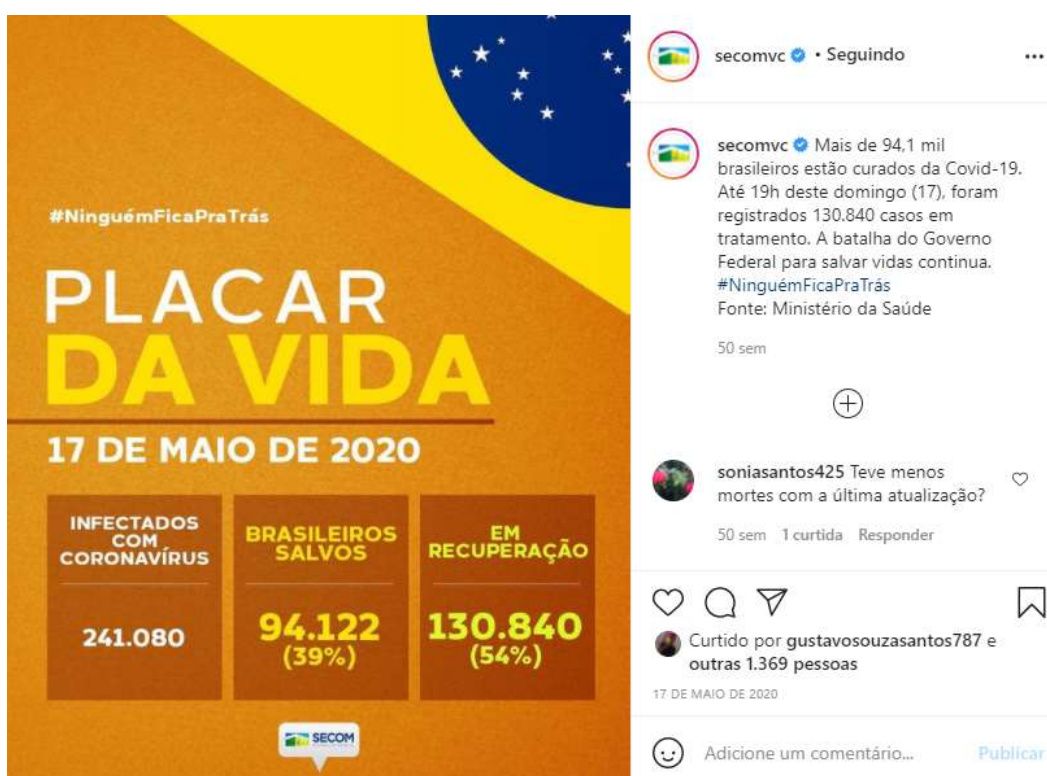 #NinguémFicaPraTrás
PLACAR
DA VIDA
17 DE MAIO DE 2020
INFECTADOS
COM
CORONAVÍRUS
241.080
BRASILEIROS
SALVOS
94.122
(39%)
EM
RECUPERAÇÃO
130.840
(54%)
SECOM
secomvc • Seguindo
secomvc Mais de 94,1 mil
brasileiros estão curados da Covid-19.
Até 19h deste domingo (17), foram
registrados 130.840 casos em
tratamento. A batalha do Governo
Federal para salvar vidas continua.
#NinguémFicaPraTrás
Fonte: Ministério da Saúde
50 sem
soniasantos425 Teve menos
mortes com a última atualização?
50 sem 1 curtida Responder
Curtido por gustavosouzasantos787 e
outras 1.369 pessoas
17 DE MAIO DE 2020
Adicione um comentário... Publicar